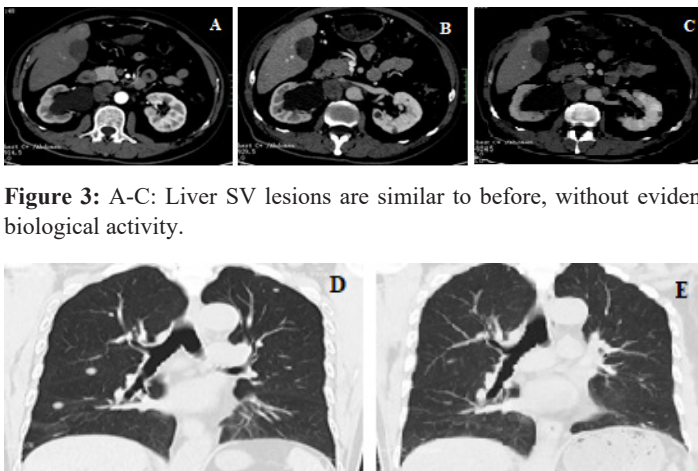 A
B
C
Figure 3: A-C: Liver SV lesions are similar to before, without eviden
biological activity.
D
E